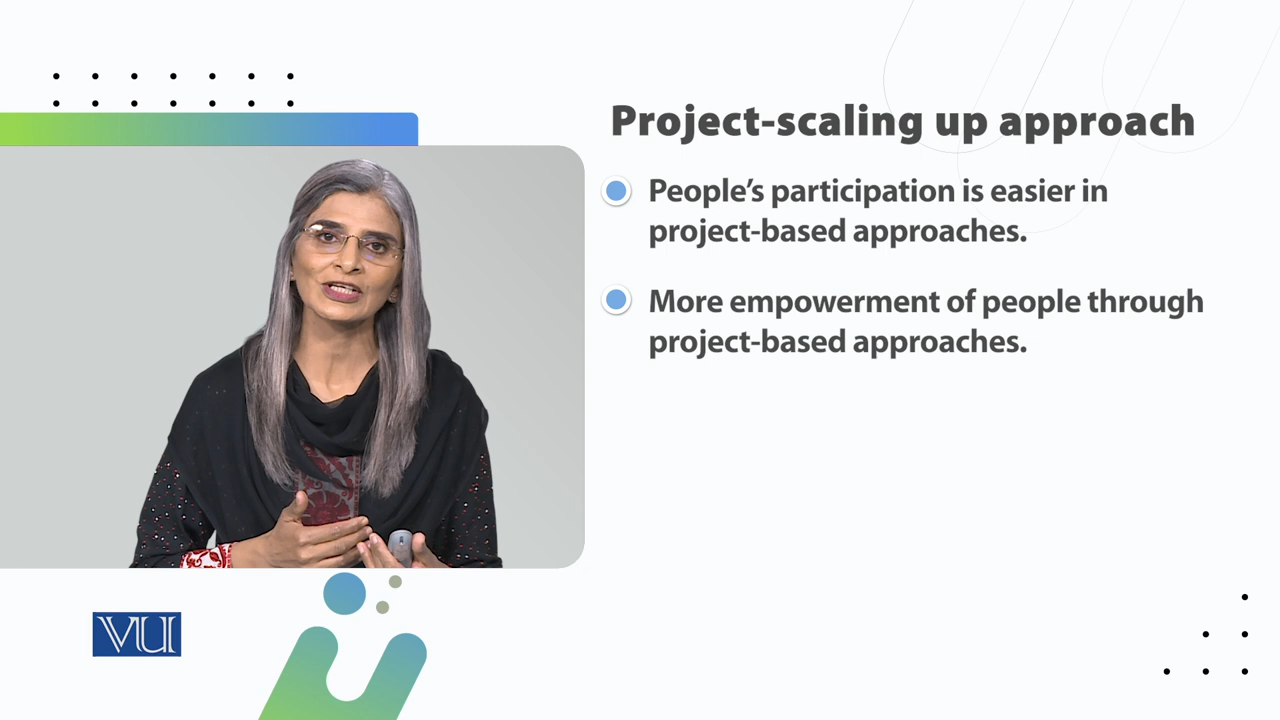 Project-scaling up approach
People’s participation is easier in
project-based approaches.
More empowerment of people through
project-based approaches.
VU